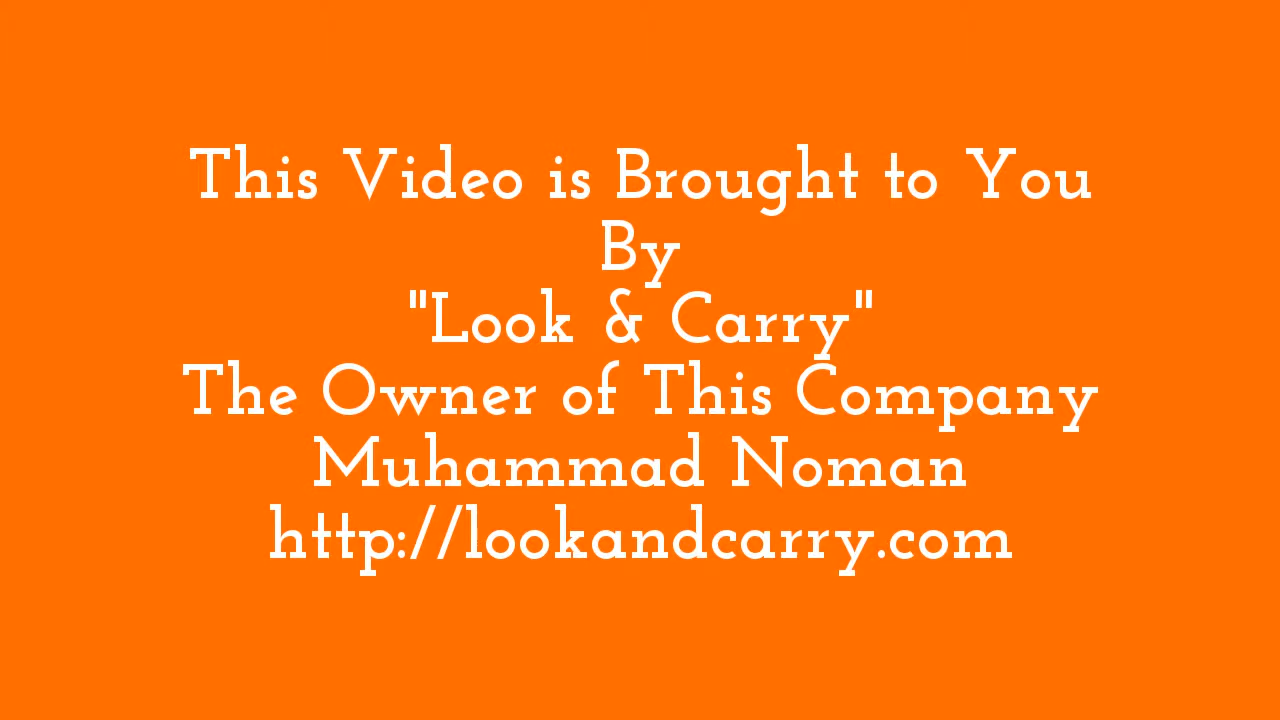 This Video is Brought to You
By
"Look & Carry"
The Owner of This Company
Muhammad Noman
http://lookandcarry.com